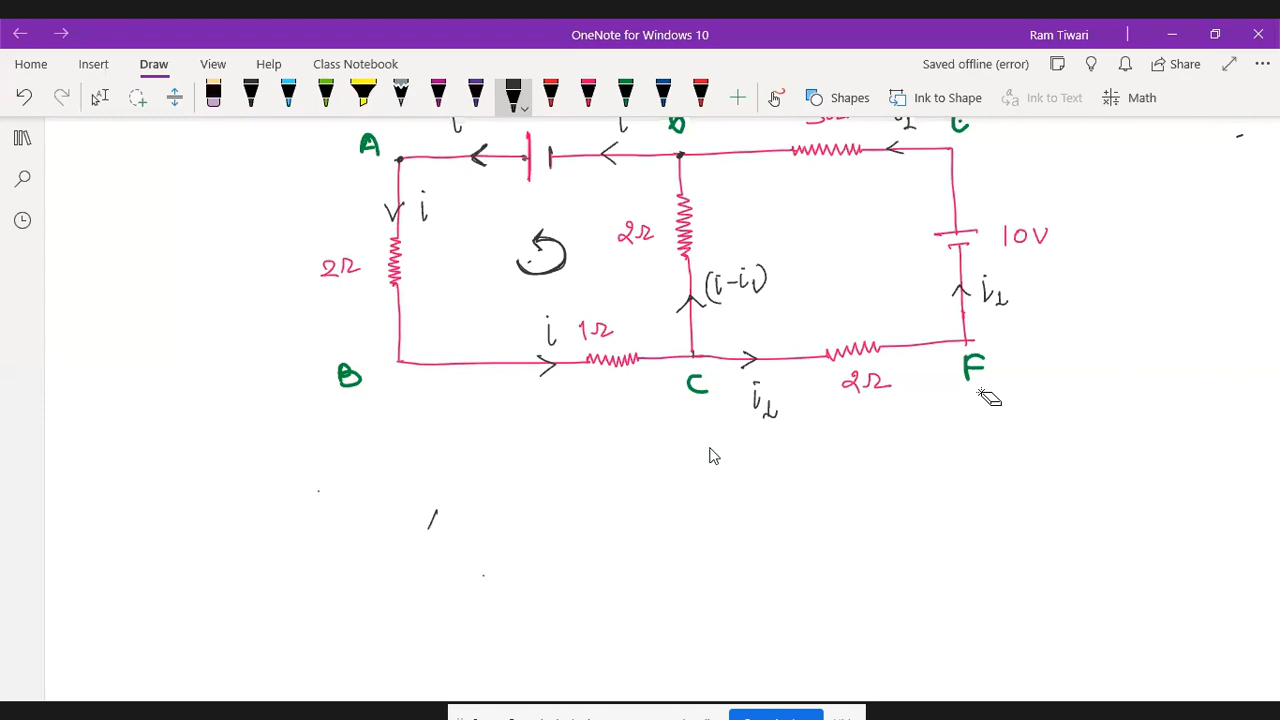 OneNote for Windows 10
Ram Tiwari
Home Insert Draw View Help Class Notebook
Saved offline (error)
Share
Shapes
Ink to Shape
Ink to Text
Math
A
i
i
D
i
2Ω
2Ω
10V
(i-i₁)
i₁
i
1Ω
B
C
i₁
2Ω
F